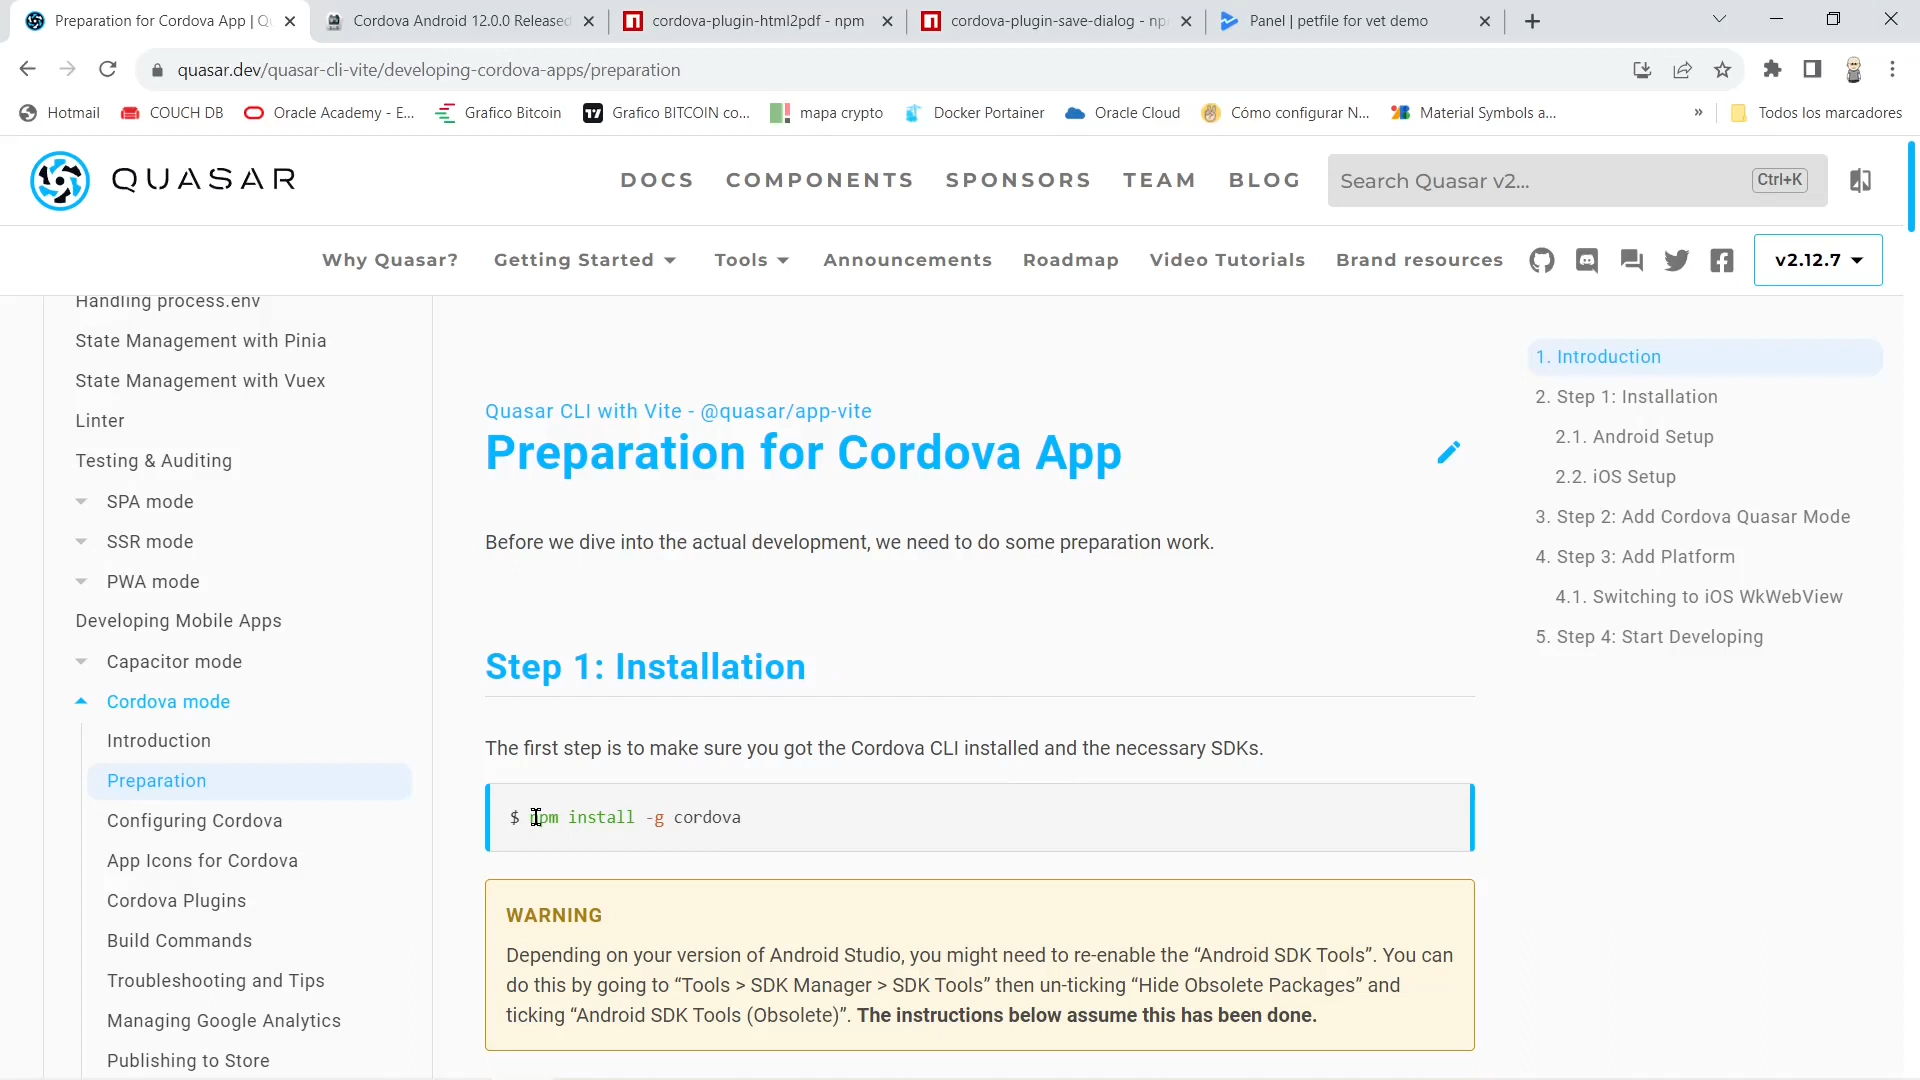 Preparation for Cordova App | Q
Cordova Android 12.0.0 Released
cordova-plugin-html2pdf - npm
cordova-plugin-save-dialog - np
Panel | petfile for vet demo
quasar.dev/quasar-cli-vite/developing-cordova-apps/preparation
Hotmail
COUCH DB
Oracle Academy - E...
Grafico Bitcoin
Grafico BITCOIN co...
mapa crypto
Docker Portainer
Oracle Cloud
Cómo configurar N...
Material Symbols a...
»
Todos los marcadores
QUASAR
DOCS
COMPONENTS
SPONSORS
TEAM
BLOG
Search Quasar v2...
Ctrl+K
Why Quasar?
Getting Started
Tools
Announcements
Roadmap
Video Tutorials
Brand resources
v2.12.7
Handling process.env
State Management with Pinia
State Management with Vuex
Linter
Testing & Auditing
SPA mode
SSR mode
PWA mode
Developing Mobile Apps
Capacitor mode
Cordova mode
Introduction
Preparation
Configuring Cordova
App Icons for Cordova
Cordova Plugins
Build Commands
Troubleshooting and Tips
Managing Google Analytics
Publishing to Store
Quasar CLI with Vite - @quasar/app-vite
Preparation for Cordova App
Before we dive into the actual development, we need to do some preparation work.
Step 1: Installation
The first step is to make sure you got the Cordova CLI installed and the necessary SDKs.
$ npm install -g cordova
WARNING
Depending on your version of Android Studio, you might need to re-enable the “Android SDK Tools”. You can
do this by going to “Tools > SDK Manager > SDK Tools” then un-ticking “Hide Obsolete Packages” and
ticking “Android SDK Tools (Obsolete)”. The instructions below assume this has been done.
1. Introduction
2. Step 1: Installation
2.1. Android Setup
2.2. iOS Setup
3. Step 2: Add Cordova Quasar Mode
4. Step 3: Add Platform
4.1. Switching to iOS WkWebView
5. Step 4: Start Developing